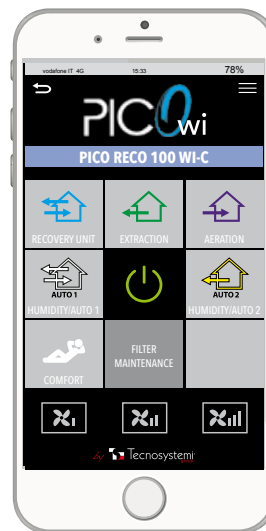 vodafone IT 4G 15:33 78%
PICO wi
PICO RECO 100 WI-C
RECOVERY UNIT EXTRACTION AERATION
AUTO 1 AUTO 2
HUMIDITY/AUTO 1 HUMIDITY/AUTO 2
FILTER
MAINTENANCE
COMFORT
by Tecnosystemi